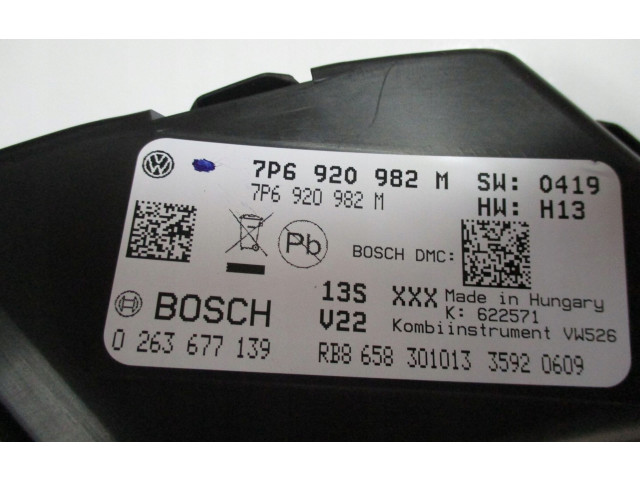 7P6 920 982 M SW: 0419
7P6 920 982 M HW: H13
Pb
BOSCH DMC:
BOSCH 13S XXX Made in Hungary
V22 K: 622571
Kombiinstrument VW526
0 263 677 139 RB8 658 301013 3592 0609